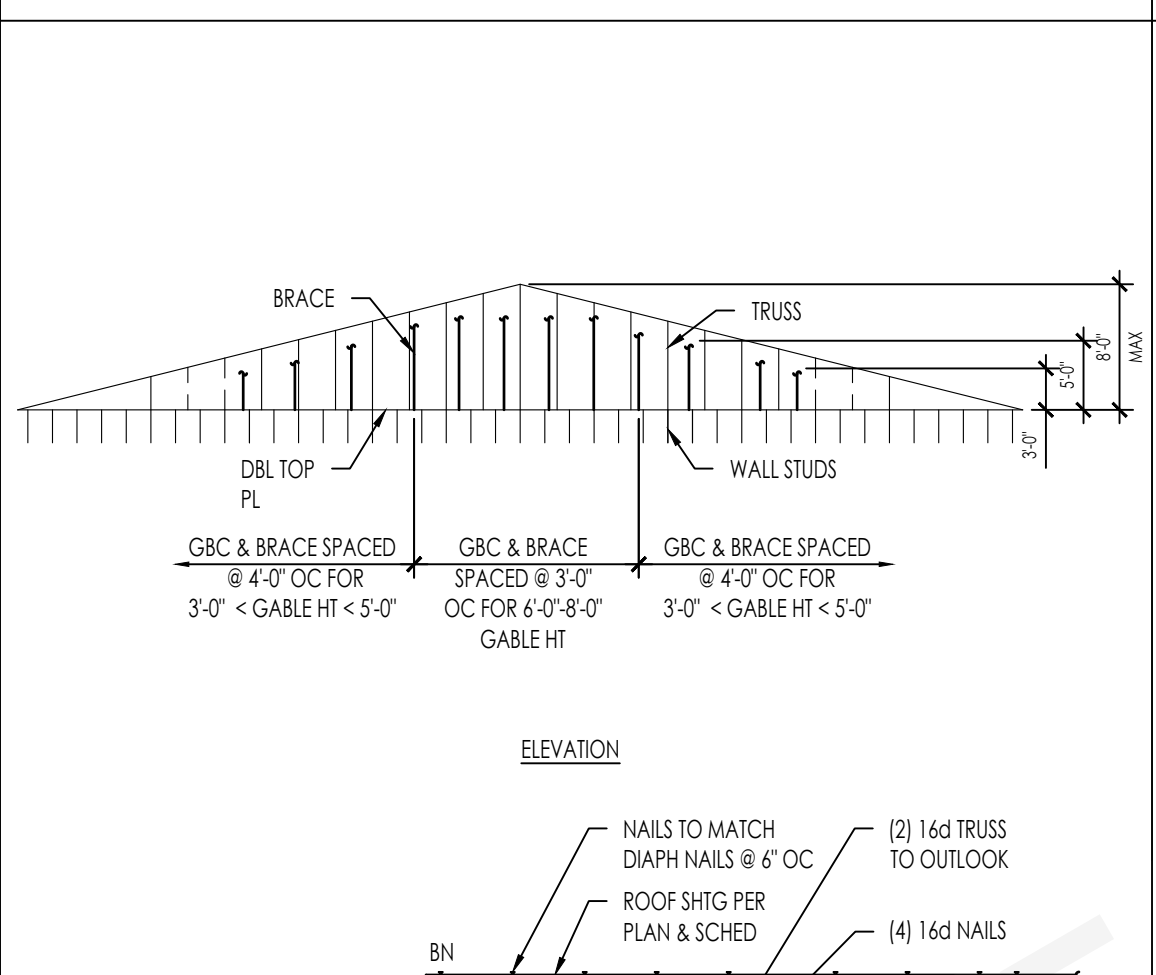 BRACE
TRUSS
8'-0"
MAX
5'-0"
3'-0"
DBL TOP
PL
WALL STUDS
GBC & BRACE SPACED
@ 4'-0" OC FOR
3'-0" < GABLE HT < 5'-0"
GBC & BRACE
SPACED @ 3'-0"
OC FOR 6'-0"-8'-0"
GABLE HT
GBC & BRACE SPACED
@ 4'-0" OC FOR
3'-0" < GABLE HT < 5'-0"
ELEVATION
NAILS TO MATCH
DIAPH NAILS @ 6" OC
(2) 16d TRUSS
TO OUTLOOK
ROOF SHTG PER
PLAN & SCHED
(4) 16d NAILS
BN